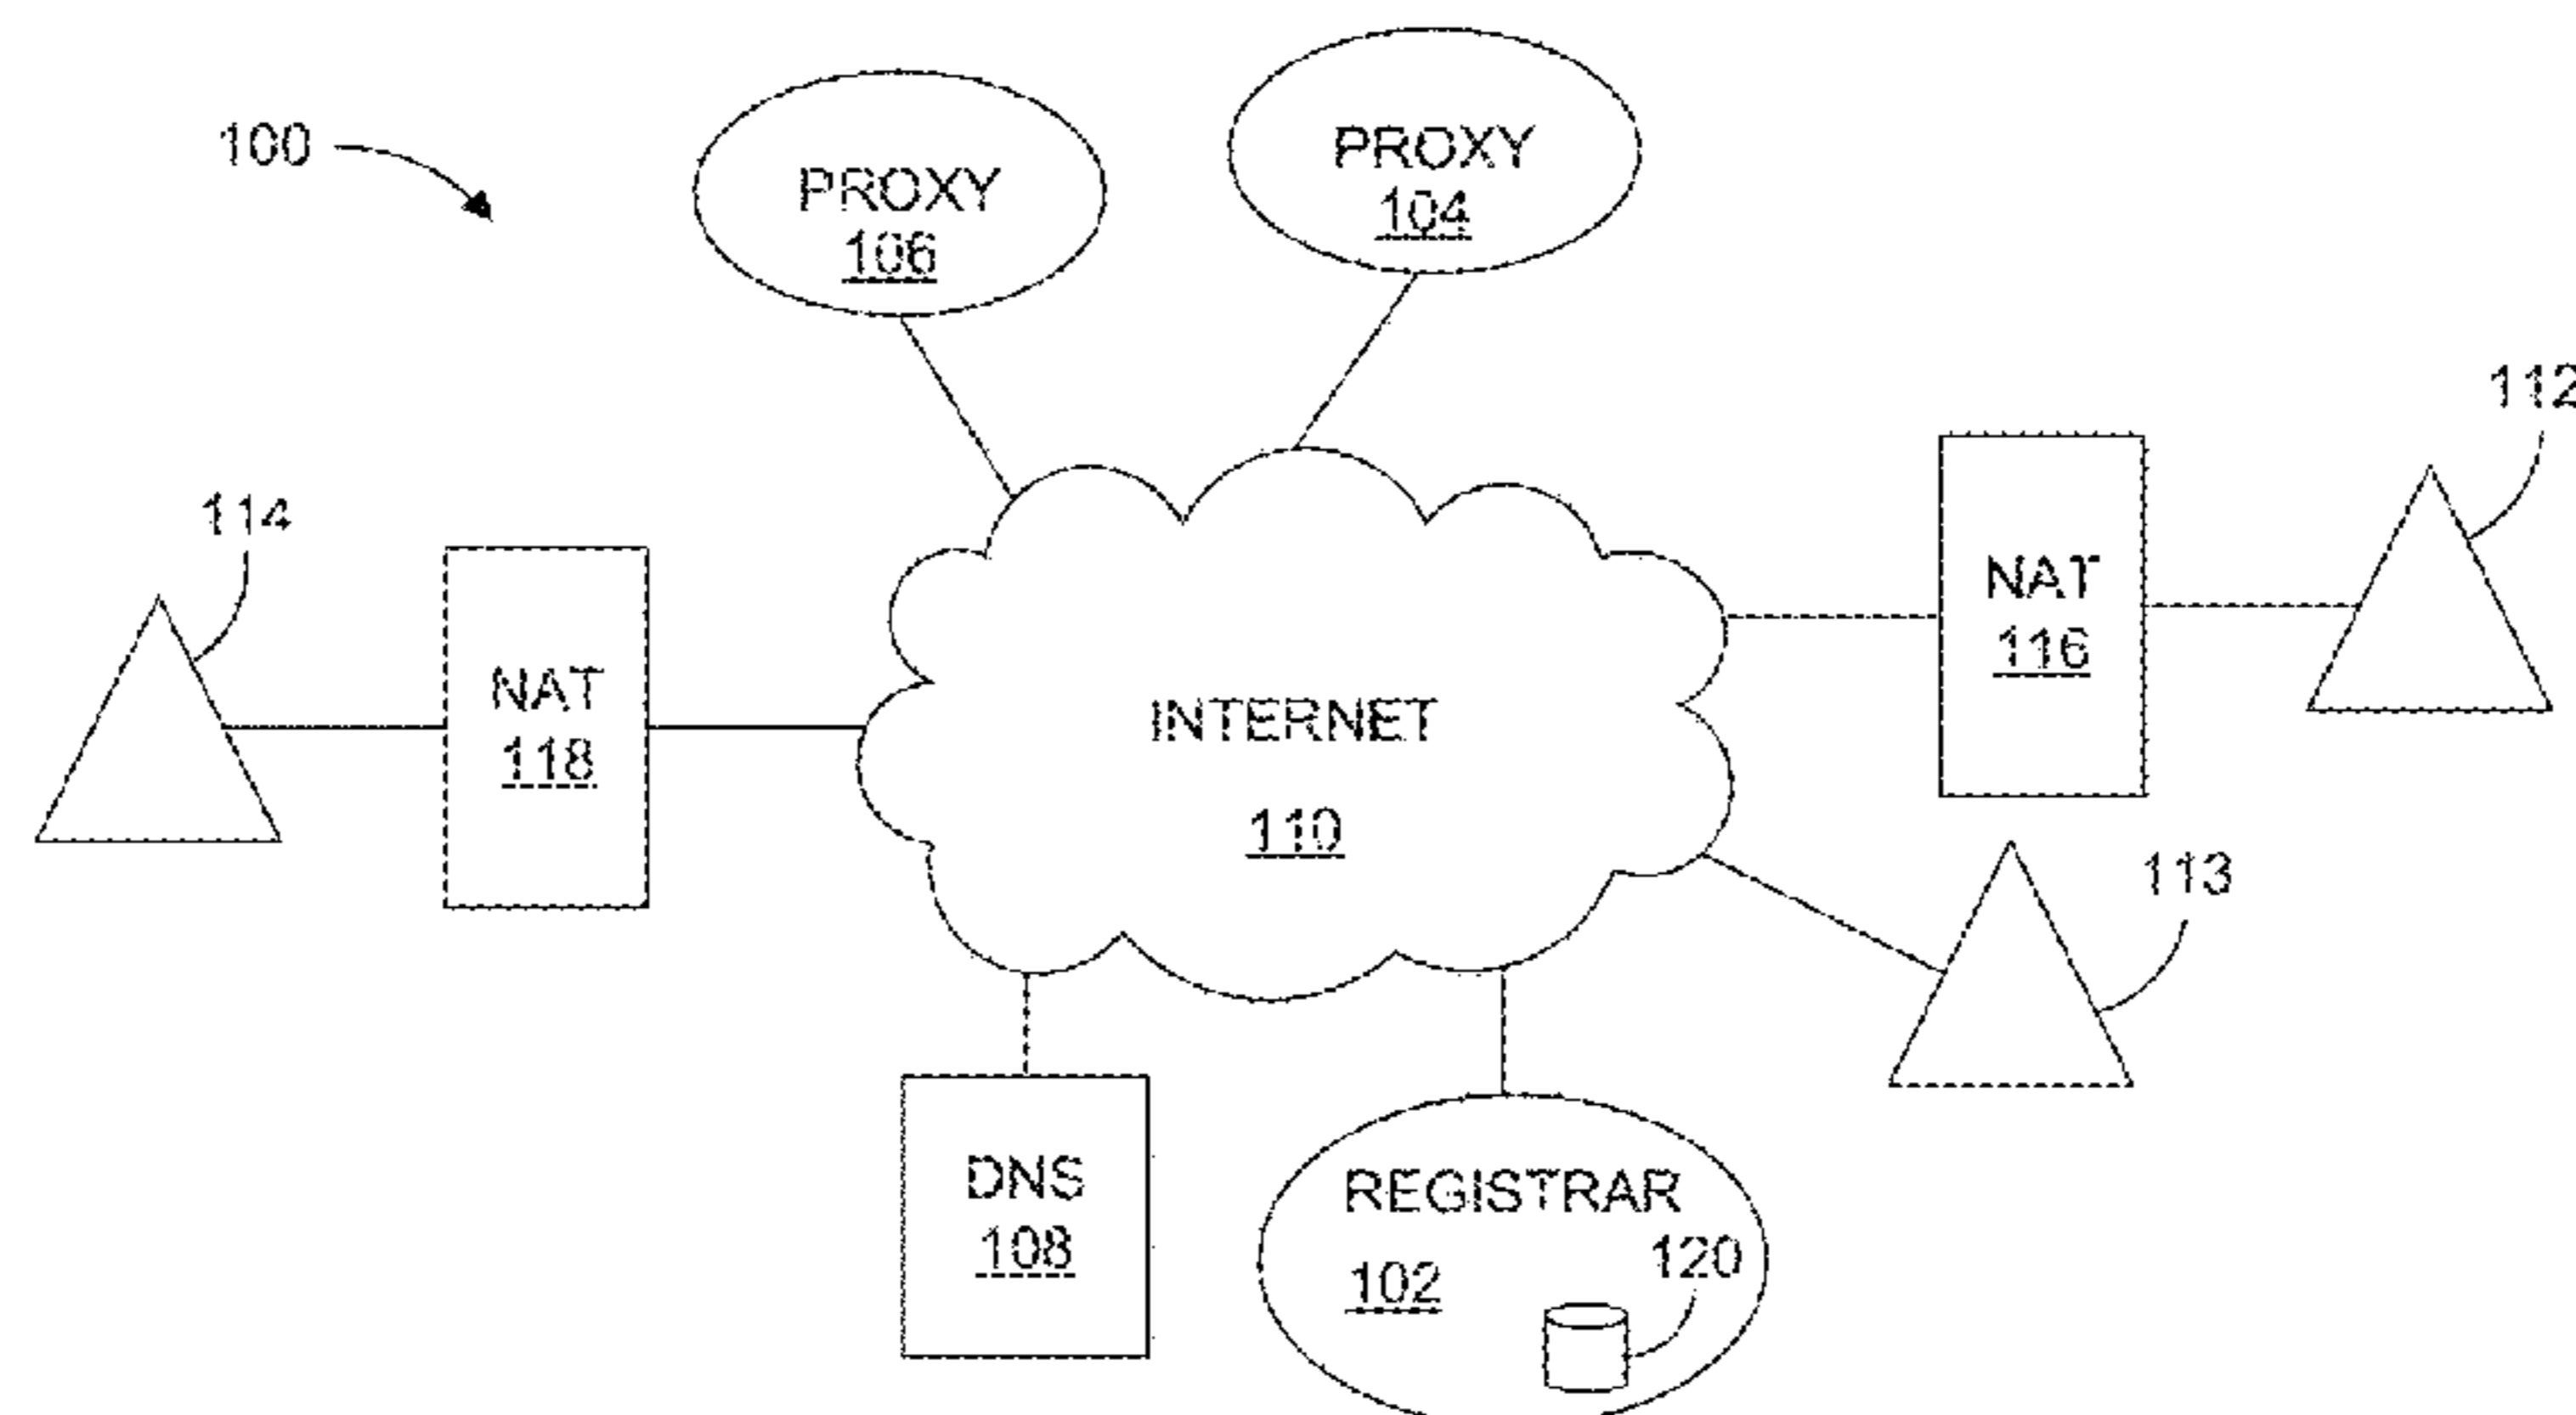 100
PROXY
106
PROXY
104
112
114
NAT
116
NAT
118
INTERNET
110
113
DNS
108
REGISTRAR
102
120